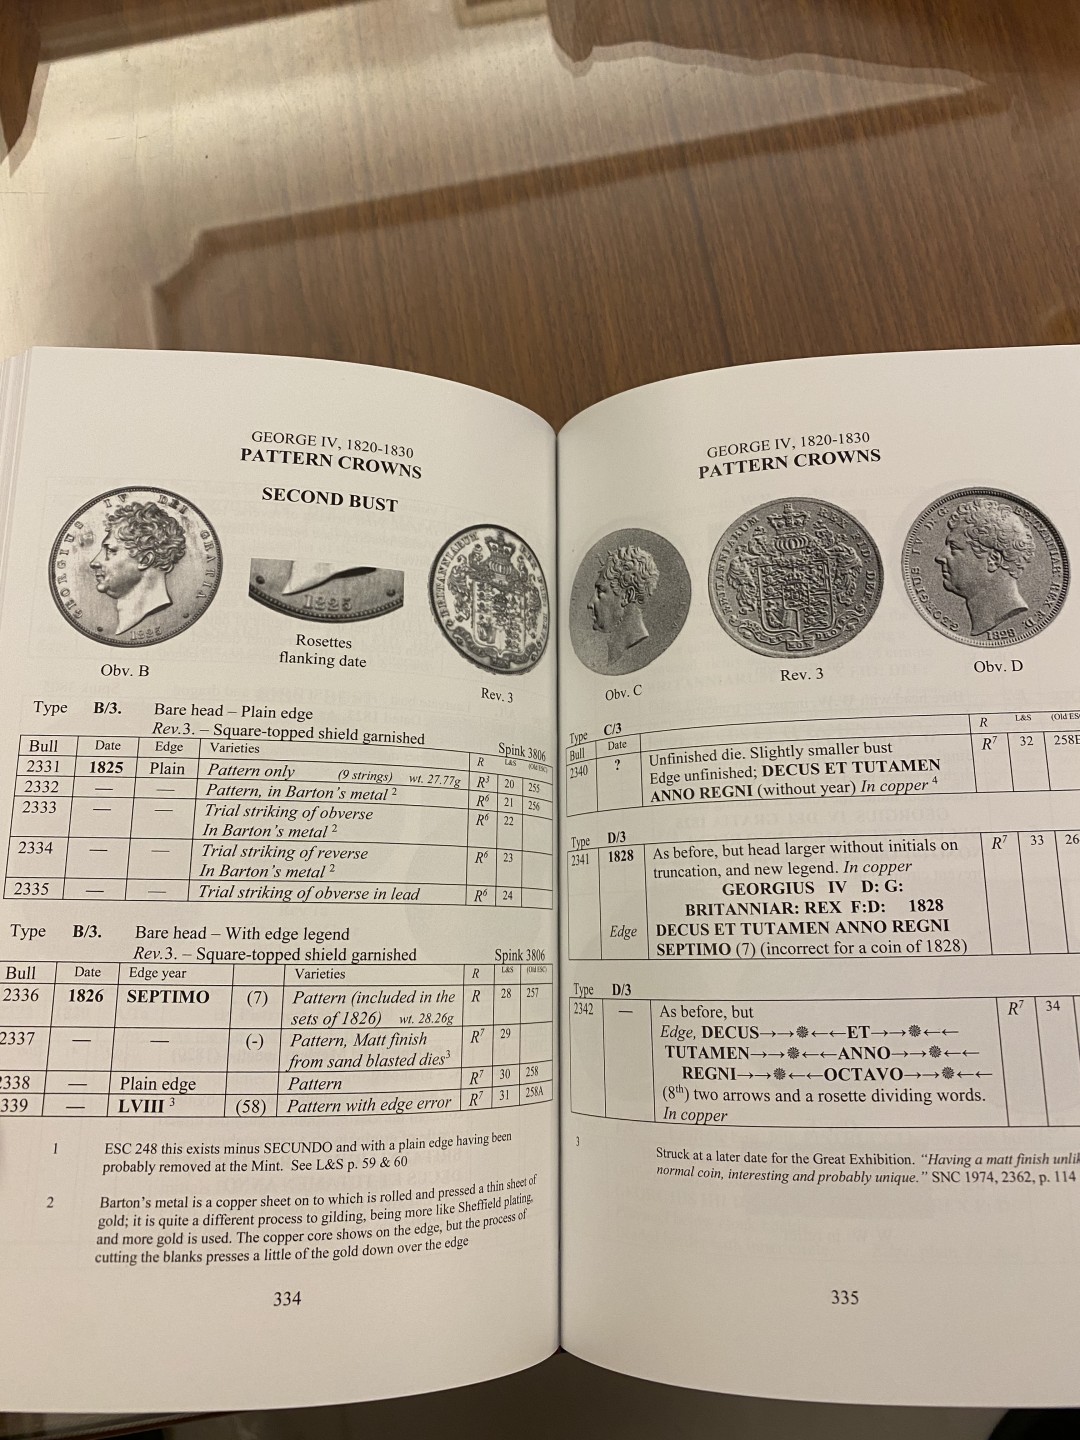 GEORGE IV, 1820-1830
PATTERN CROWNS
SECOND BUST
GEORGIUS IV DEI GRATIA
1825
1825
Rosettes
flanking date
Obv. B
Rev. 3
Type B/3. Bare head – Plain edge
Rev.3. – Square-topped shield garnished
Spink 3806
Bull Date Edge Varieties R L&S (Old ESC)
2331 1825 Plain Pattern only (9 strings) wt. 27.77g R3 20 255
2332 — — Pattern, in Barton's metal 2 R6 21 256
2333 — — Trial striking of obverse R6 22
In Barton's metal 2
2334 — — Trial striking of reverse R6 23
In Barton's metal 2
2335 — — Trial striking of obverse in lead R6 24
Type B/3. Bare head – With edge legend
Rev.3. – Square-topped shield garnished
Spink 3806
Bull Date Edge year Varieties R L&S (Old ESC)
2336 1826 SEPTIMO (7) Pattern (included in the R 28 257
sets of 1826) wt. 28.26g
2337 — — (-) Pattern, Matt finish R7 29
from sand blasted dies3
2338 — Plain edge Pattern R7 30 258
339 — LVIII 3 (58) Pattern with edge error R7 31 258A
1 ESC 248 this exists minus SECUNDO and with a plain edge having been
probably removed at the Mint. See L&S p. 59 & 60
2 Barton's metal is a copper sheet on to which is rolled and pressed a thin sheet of
gold; it is quite a different process to gilding, being more like Sheffield plating,
and more gold is used. The copper core shows on the edge, but the process of
cutting the blanks presses a little of the gold down over the edge
334
GEORGE IV, 1820-1830
PATTERN CROWNS
Obv. C
Rev. 3
1828
Obv. D
Type C/3
Bull Date R L&S (Old ES
2340 ? Unfinished die. Slightly smaller bust R7 32 258
Edge unfinished; DECUS ET TUTAMEN
ANNO REGNI (without year) In copper 4
Type D/3
2341 1828 As before, but head larger without initials on R7 33 26
truncation, and new legend. In copper
GEORGIUS IV D: G:
BRITANNIAR: REX F:D: 1828
Edge DECUS ET TUTAMEN ANNO REGNI
SEPTIMO (7) (incorrect for a coin of 1828)
Type D/3
2342 — As before, but R7 34
Edge, DECUS→→❁←←ET→→❁←←
TUTAMEN→→❁←←ANNO→→❁←←
REGNI→→❁←←OCTAVO→→❁←←
(8th) two arrows and a rosette dividing words.
In copper
3 Struck at a later date for the Great Exhibition. "Having a matt finish unlik
normal coin, interesting and probably unique." SNC 1974, 2362, p. 114
335